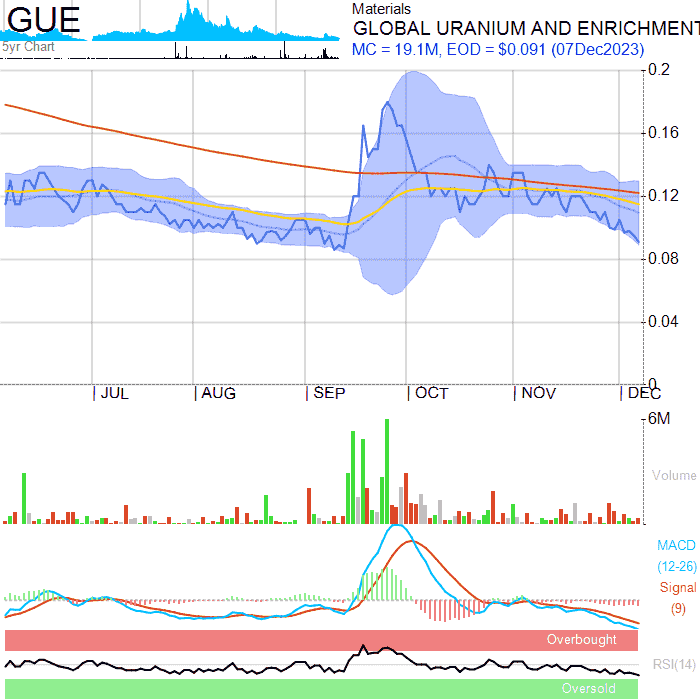 GUE
5yr Chart
Materials
GLOBAL URANIUM AND ENRICHMENT
MC = 19.1M, EOD = $0.091 (07Dec2023)
0.2
0.16
0.12
0.08
0.04
0
JUL AUG SEP OCT NOV DEC
6M
Volume
MACD
(12-26)
Signal
(9)
Overbought
RSI(14)
Oversold